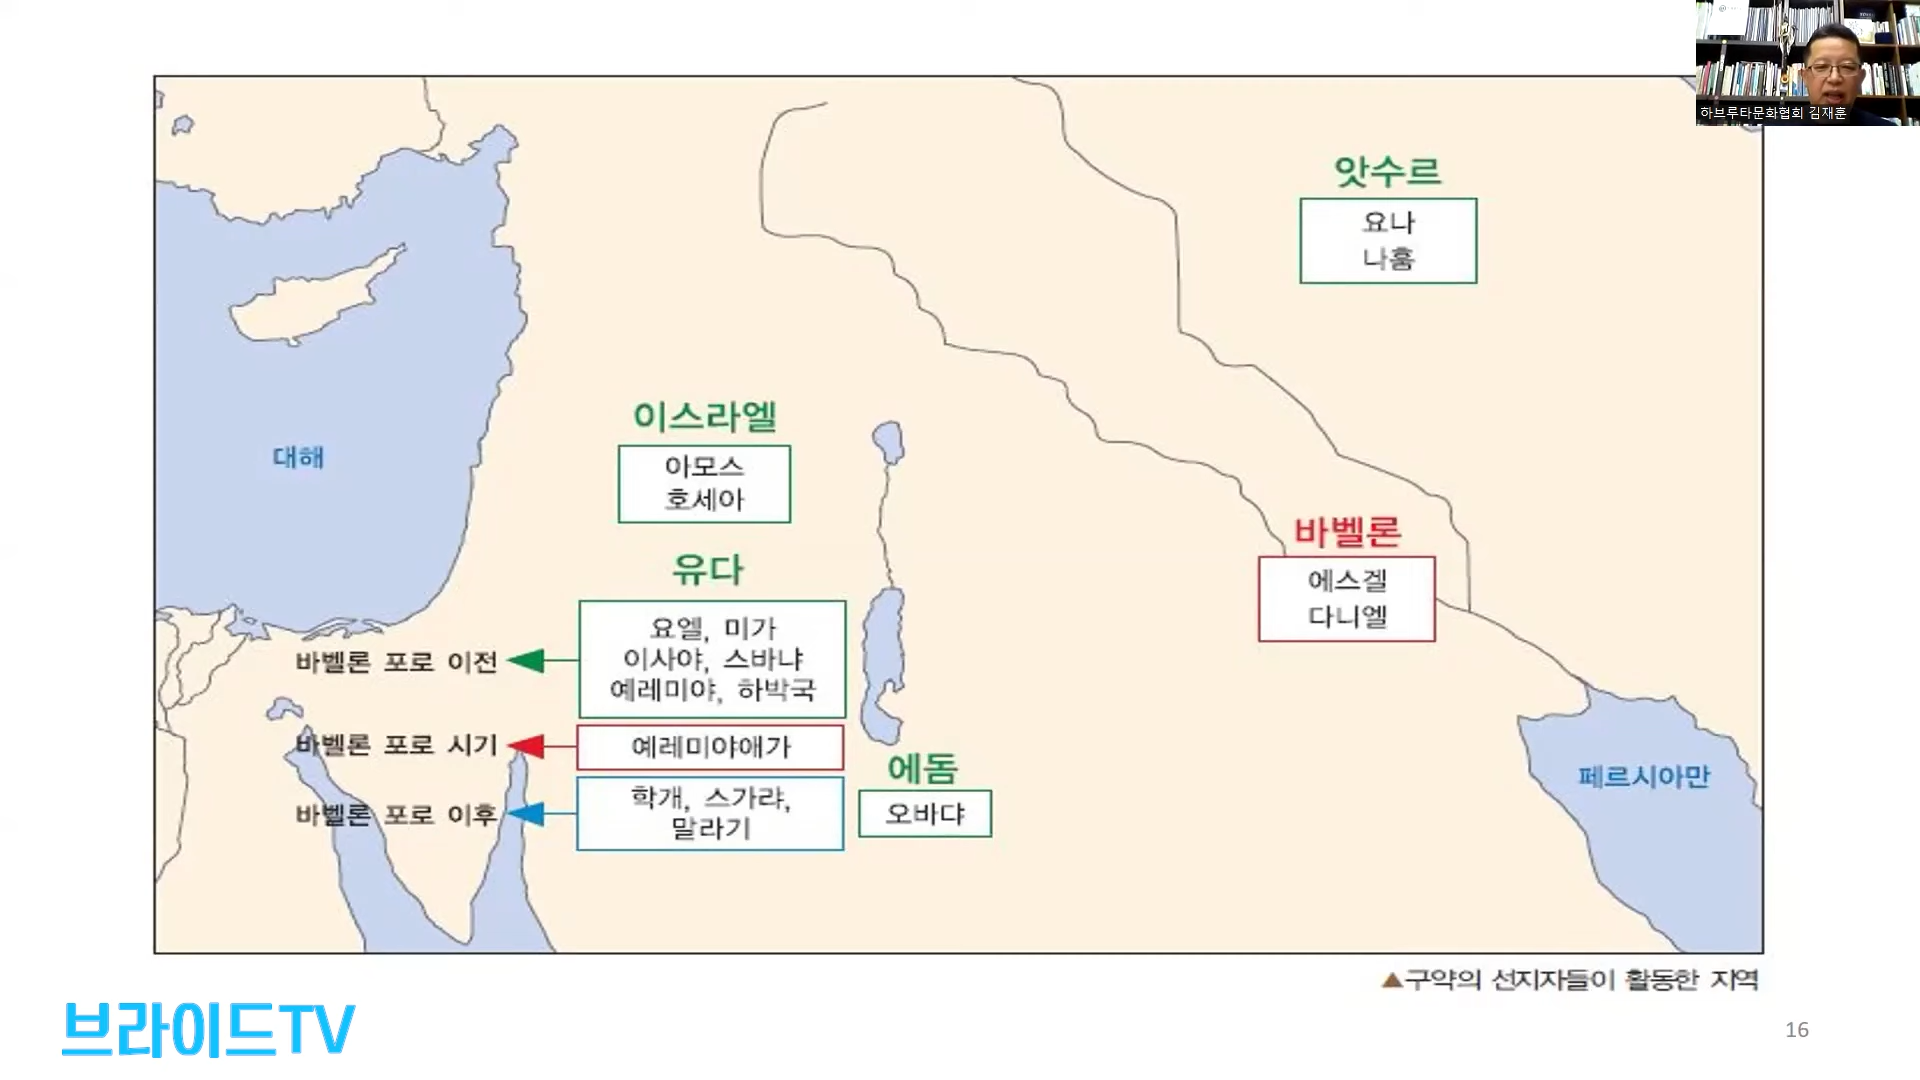 하브루타문화협회 김재훈
앗수르
요나
나훔
이스라엘
아모스
호세아
대해
바벨론
에스겔
다니엘
유다
요엘, 미가
이사야, 스바냐
예레미야, 하박국
바벨론 포로 이전
바벨론 포로 시기
예레미야애가
바벨론 포로 이후
학개, 스가랴,
말라기
에돔
오바댜
페르시아만
▲구약의 선지자들이 활동한 지역
브라이드TV
16